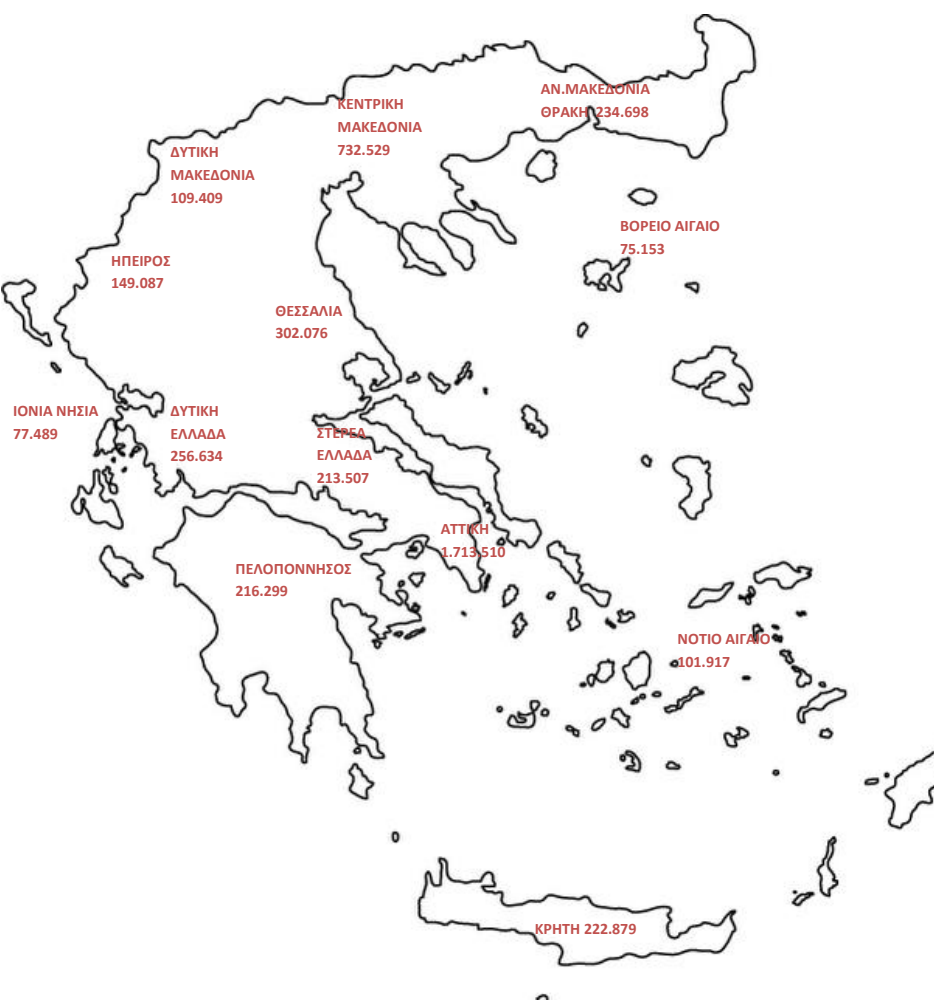 ΑΝ.ΜΑΚΕΔΟΝΙΑ
ΘΡΑΚΗ 234.698
ΚΕΝΤΡΙΚΗ
ΜΑΚΕΔΟΝΙΑ
732.529
ΔΥΤΙΚΗ
ΜΑΚΕΔΟΝΙΑ
109.409
ΒΟΡΕΙΟ ΑΙΓΑΙΟ
75.153
ΗΠΕΙΡΟΣ
149.087
ΘΕΣΣΑΛΙΑ
302.076
ΙΟΝΙΑ ΝΗΣΙΑ
77.489
ΔΥΤΙΚΗ
ΕΛΛΑΔΑ
256.634
ΣΤΕΡΕΑ
ΕΛΛΑΔΑ
213.507
ΑΤΤΙΚΗ
1.713.510
ΠΕΛΟΠΟΝΝΗΣΟΣ
216.299
ΝΟΤΙΟ ΑΙΓΑΙΟ
101.917
ΚΡΗΤΗ 222.879